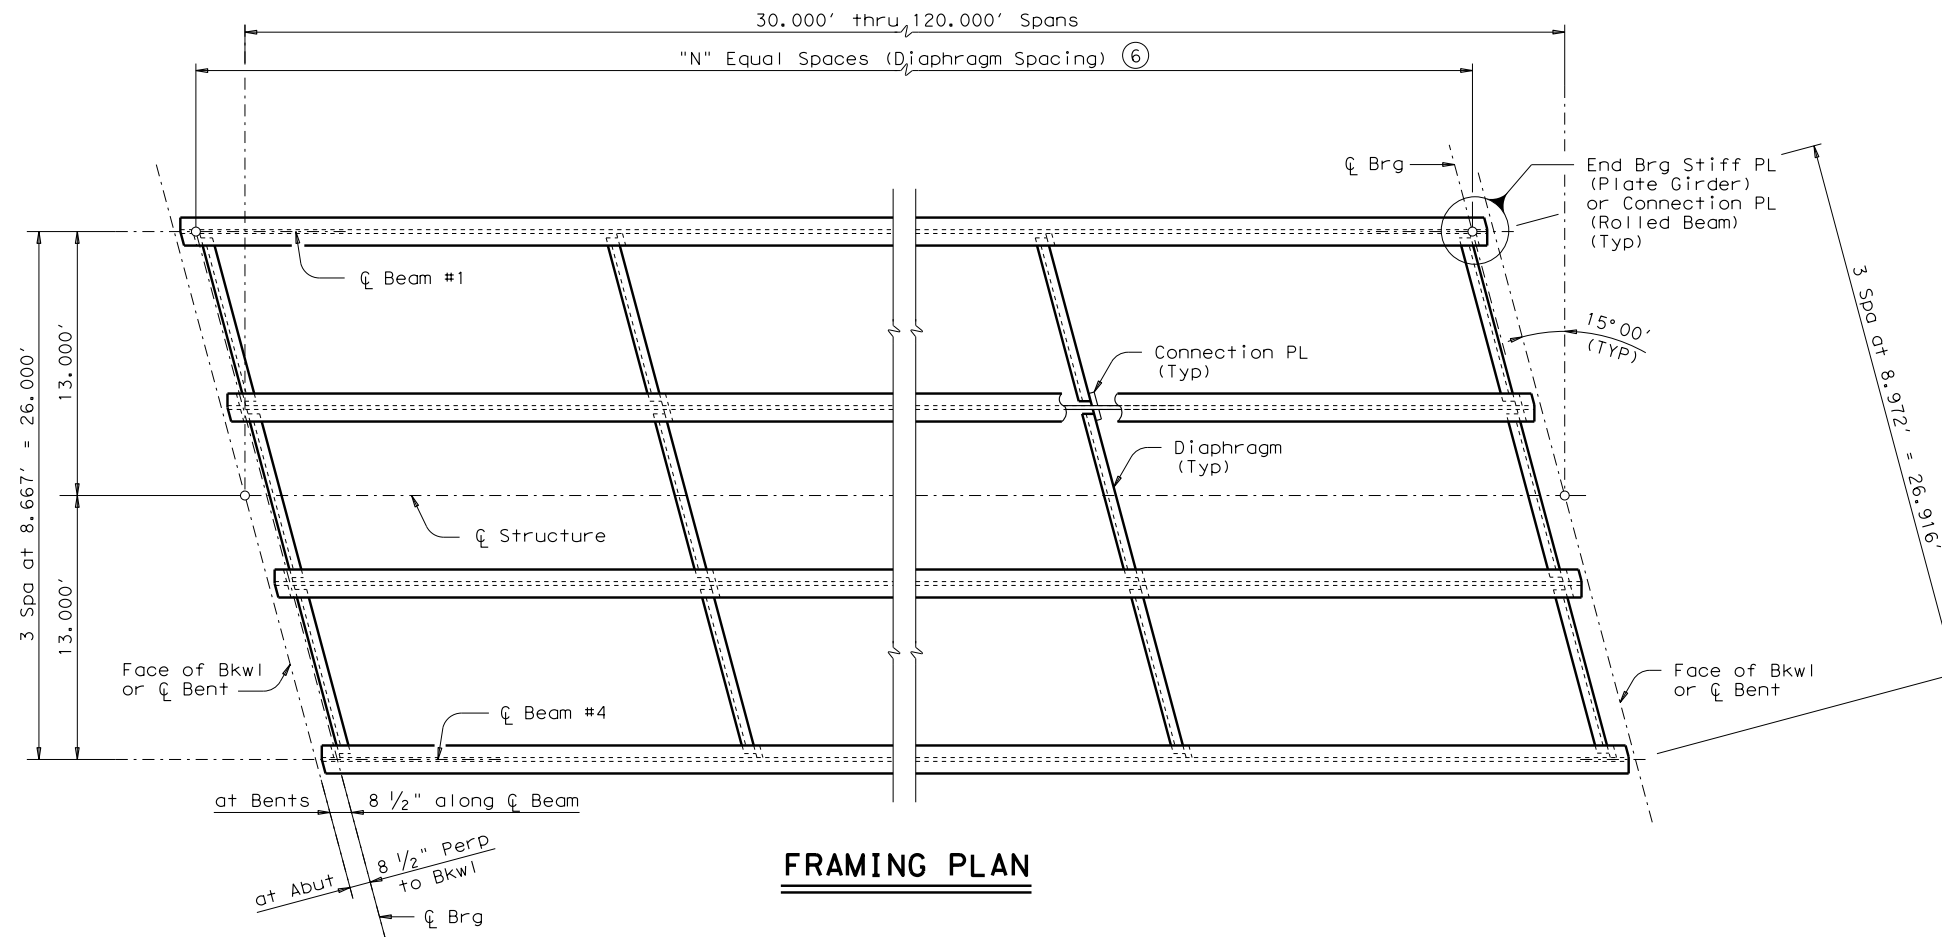 30.000' thru 120.000' Spans
"N" Equal Spaces (Diaphragm Spacing) 6
℄ Brg
End Brg Stiff PL
(Plate Girder)
or Connection PL
(Rolled Beam)
(Typ)
℄ Beam #1
3 Spa at 8.667' = 26.000'
13.000'
13.000'
15°00'
(TYP)
3 Spa at 8.972' = 26.916'
Connection PL
(Typ)
Diaphragm
(Typ)
℄ Structure
Face of Bkwl
or ℄ Bent
℄ Beam #4
Face of Bkwl
or ℄ Bent
at Bents
8 1/2" along ℄ Beam
at Abut
8 1/2" Perp
to Bkwl
℄ Brg
FRAMING PLAN